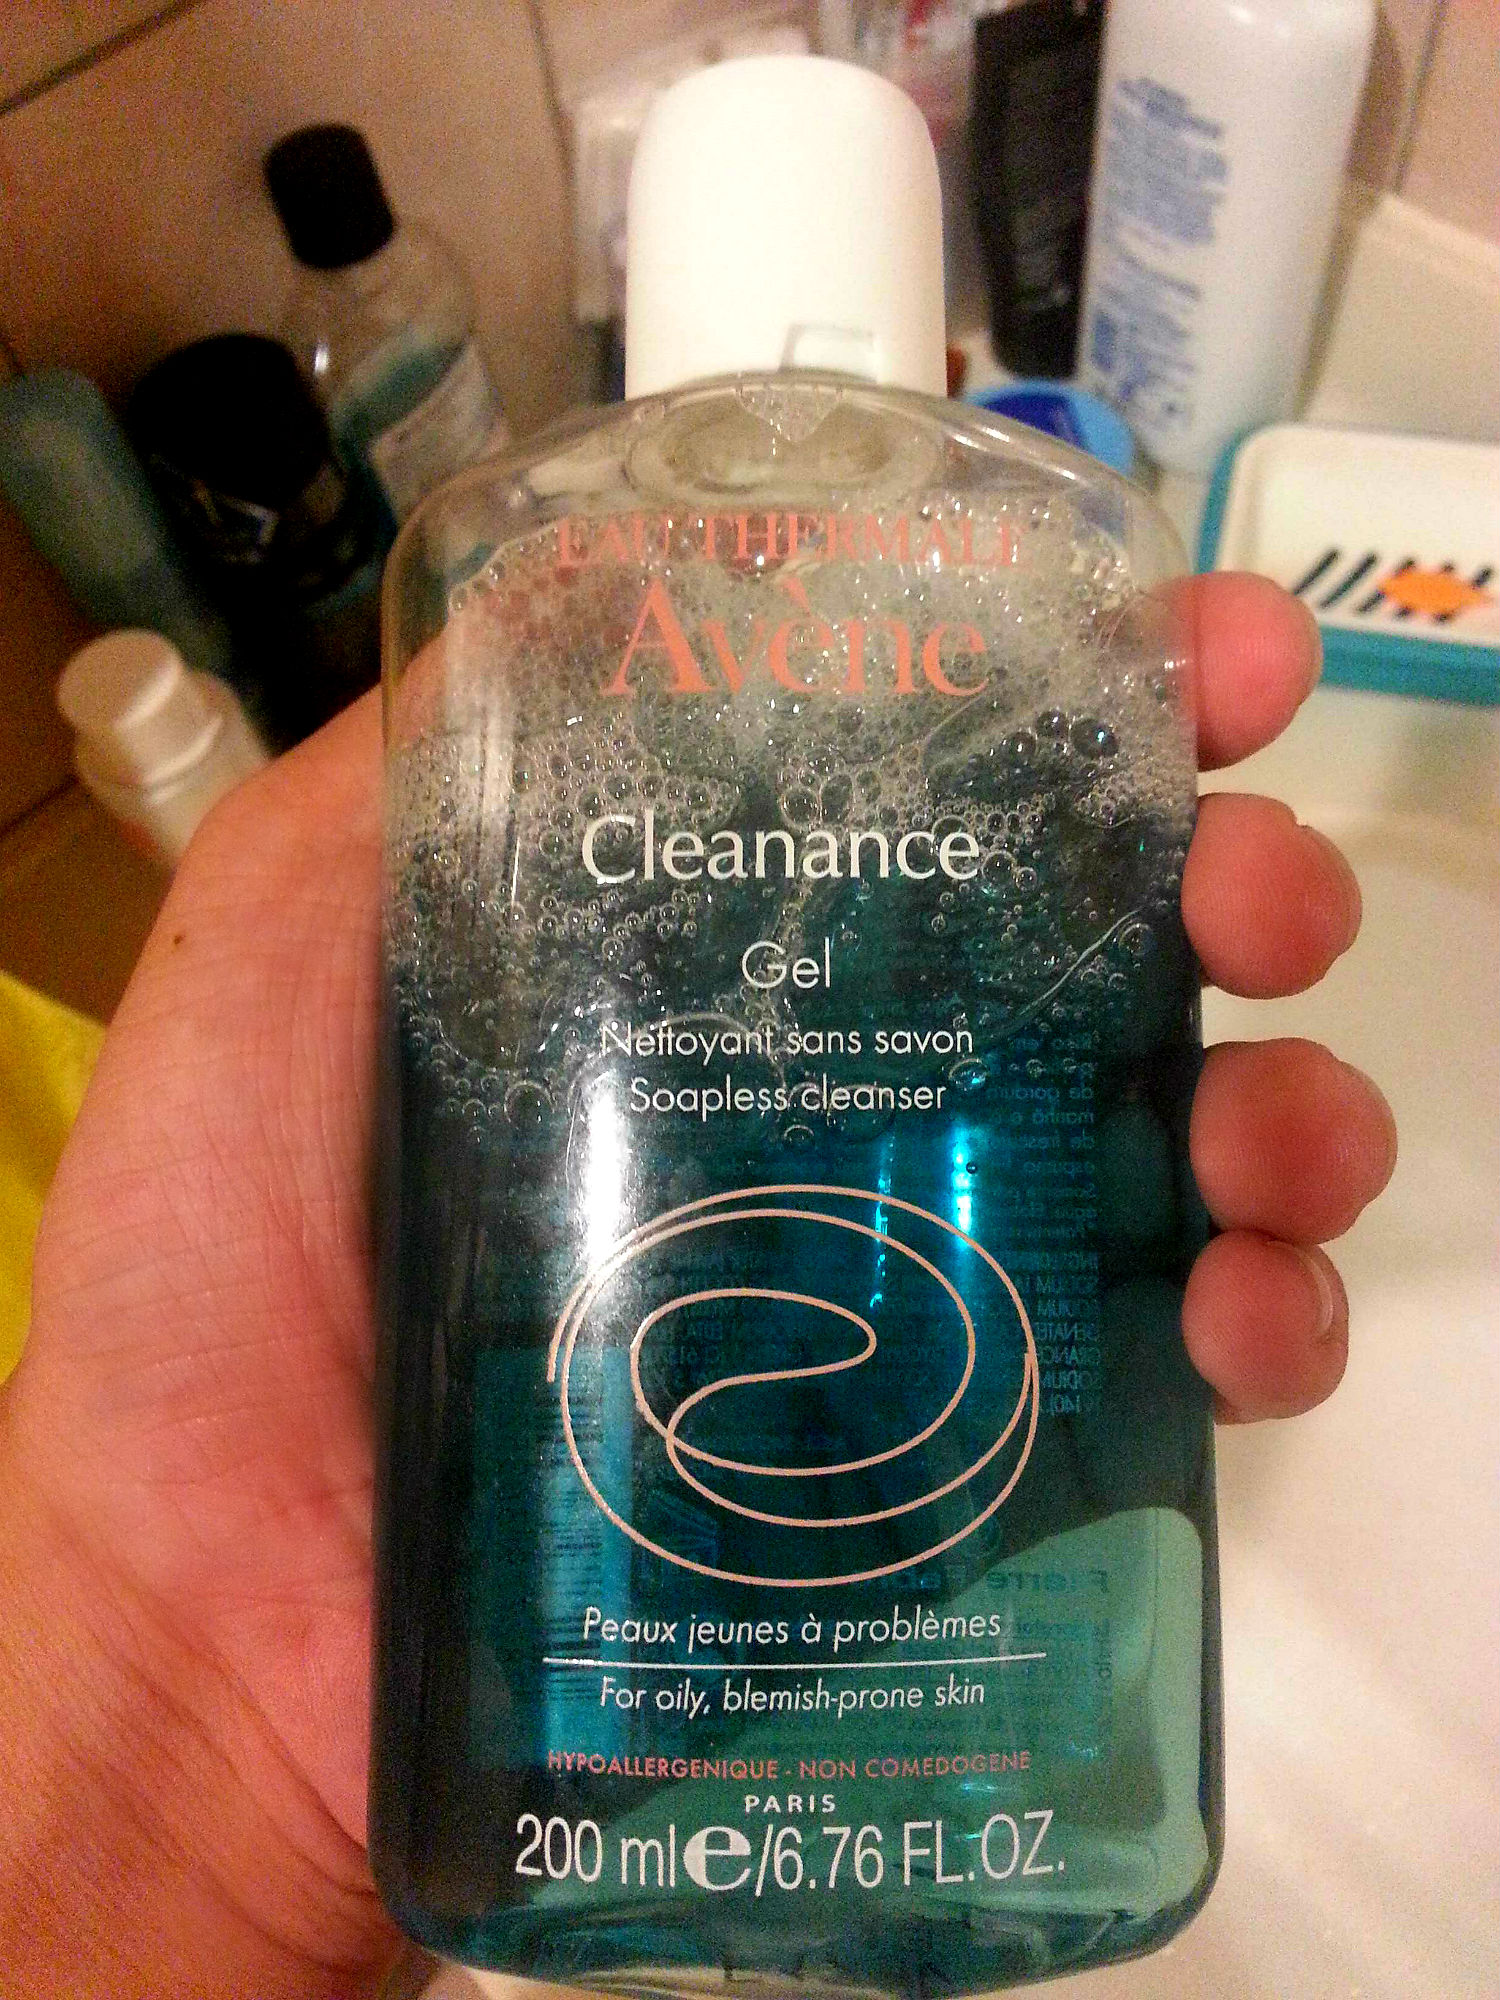 EAU THERMALE
Avène
Cleanance
Gel
Nettoyant sans savon
Soapless cleanser
Peaux jeunes à problèmes
For oily, blemish-prone skin
HYPOALLERGENIQUE - NON COMEDOGENE
PARIS
200 ml e/6.76 FL.OZ.